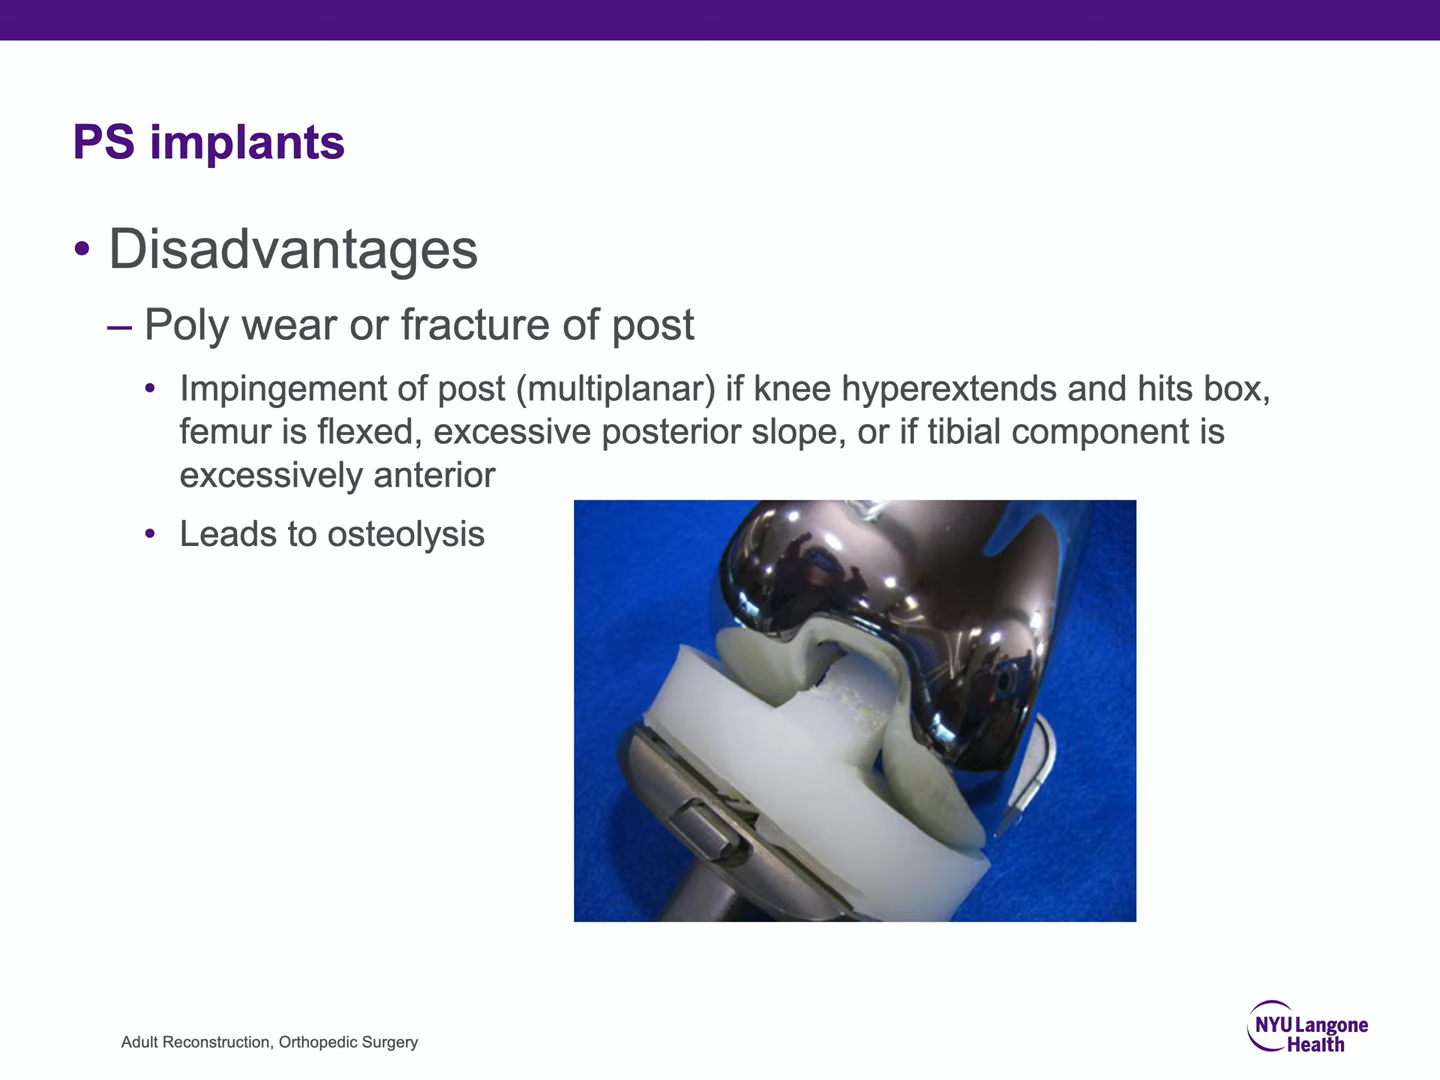 PS implants
• Disadvantages
– Poly wear or fracture of post
• Impingement of post (multiplanar) if knee hyperextends and hits box,
femur is flexed, excessive posterior slope, or if tibial component is
excessively anterior
• Leads to osteolysis
Adult Reconstruction, Orthopedic Surgery
NYU Langone
Health